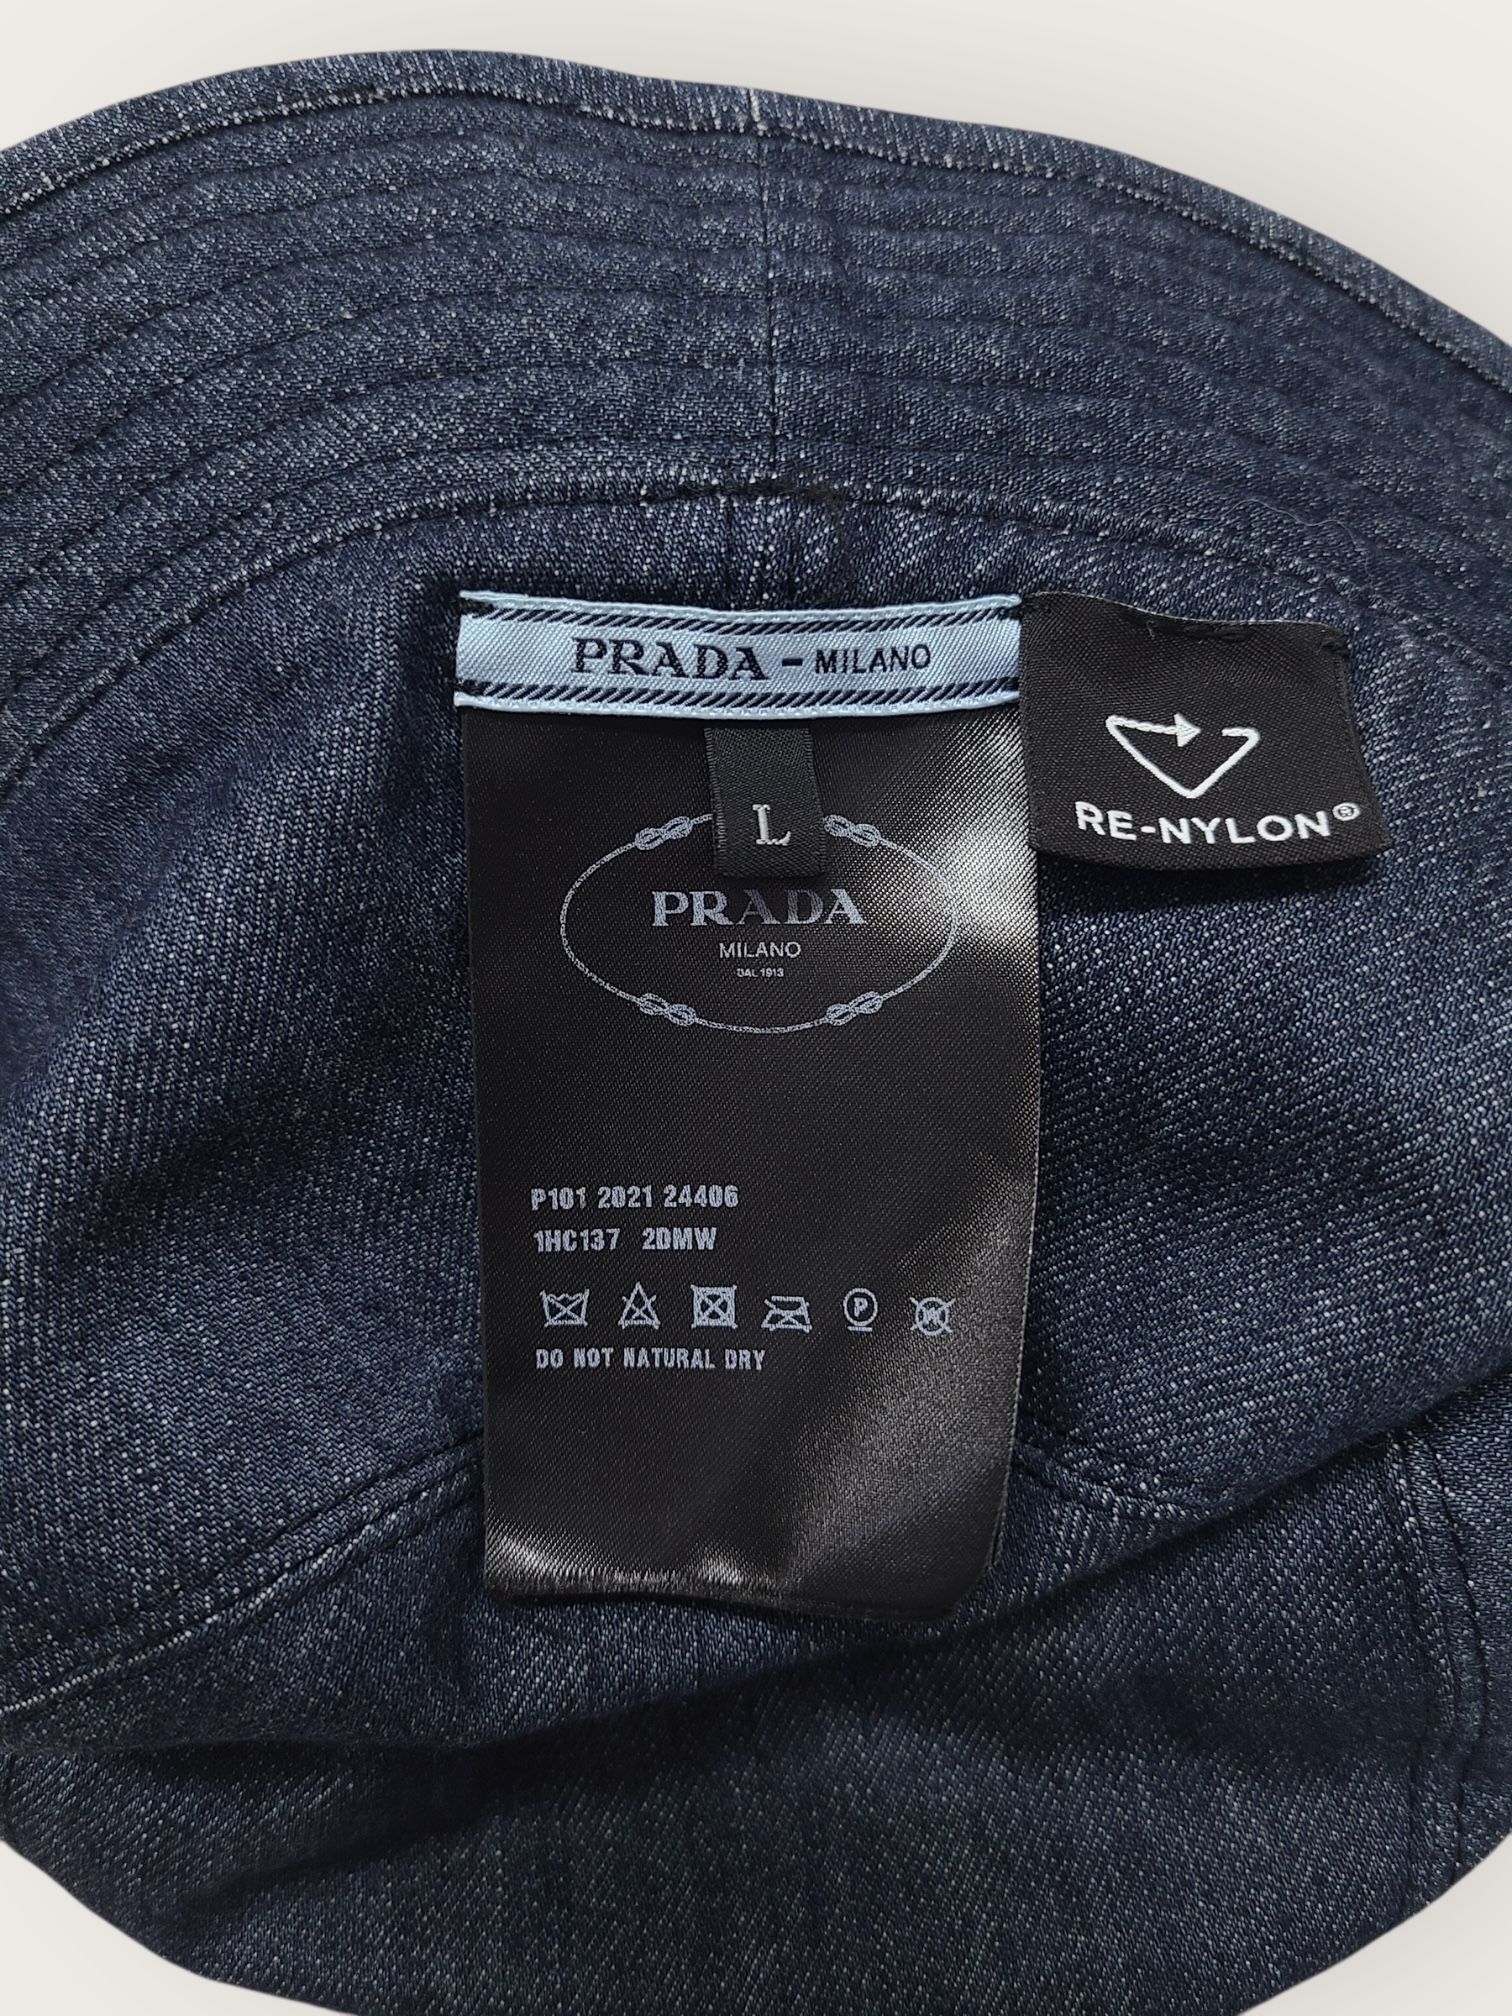 PRADA - MILANO
RE-NYLON®
L
PRADA
MILANO
DAL 1913
P101 2021 24406
1HC137 2DMW
P
W
DO NOT NATURAL DRY